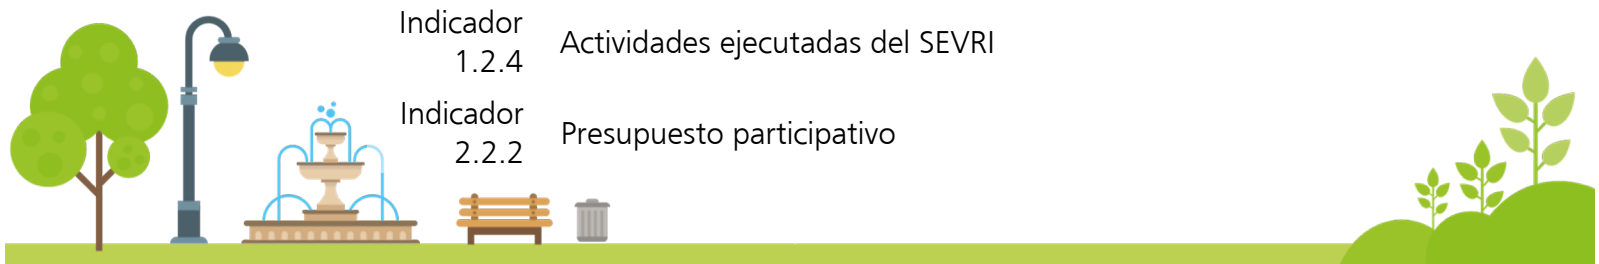 Indicador
1.2.4
Actividades ejecutadas del SEVRI
Indicador
2.2.2
Presupuesto participativo